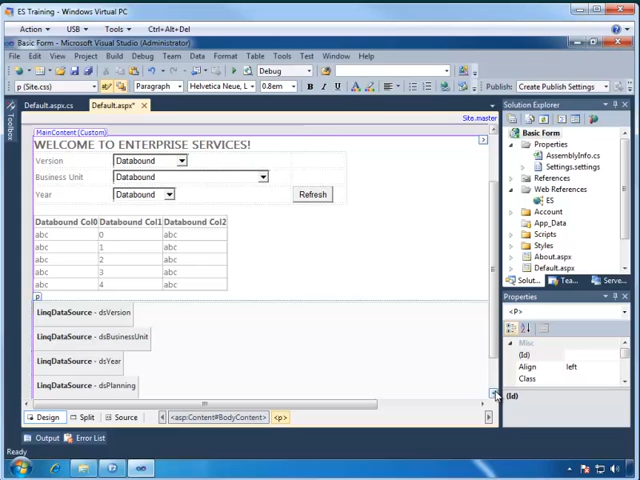 ES Training - Windows Virtual PC
Action USB Tools Ctrl+Alt+Del
Basic Form - Microsoft Visual Studio (Administrator)
File Edit View Project Build Debug Team Data Format Table Tools Test Window Help
Debug
p (Site.css) Paragraph Helvetica Neue, L 0.8em B I U A Publish: Create Publish Settings
Toolbox
Default.aspx.cs Default.aspx*
Site.master
MainContent (Custom)
WELCOME TO ENTERPRISE SERVICES!
Version Databound
Business Unit Databound
Year Databound Refresh
Databound Col0 Databound Col1 Databound Col2
abc 0 abc
abc 1 abc
abc 2 abc
abc 3 abc
abc 4 abc
p
LinqDataSource - dsVersion
LinqDataSource - dsBusinessUnit
LinqDataSource - dsYear
LinqDataSource - dsPlanning
Design Split Source <asp:Content#BodyContent> <p>
Solution Explorer
Basic Form
Properties
AssemblyInfo.cs
Settings.settings
References
Web References
ES
Account
App_Data
Scripts
Styles
About.aspx
Default.aspx
Solut... Tea... Serve...
Properties
<P>
Misc
(Id)
Align left
Class
(Id)
Output Error List
Ready